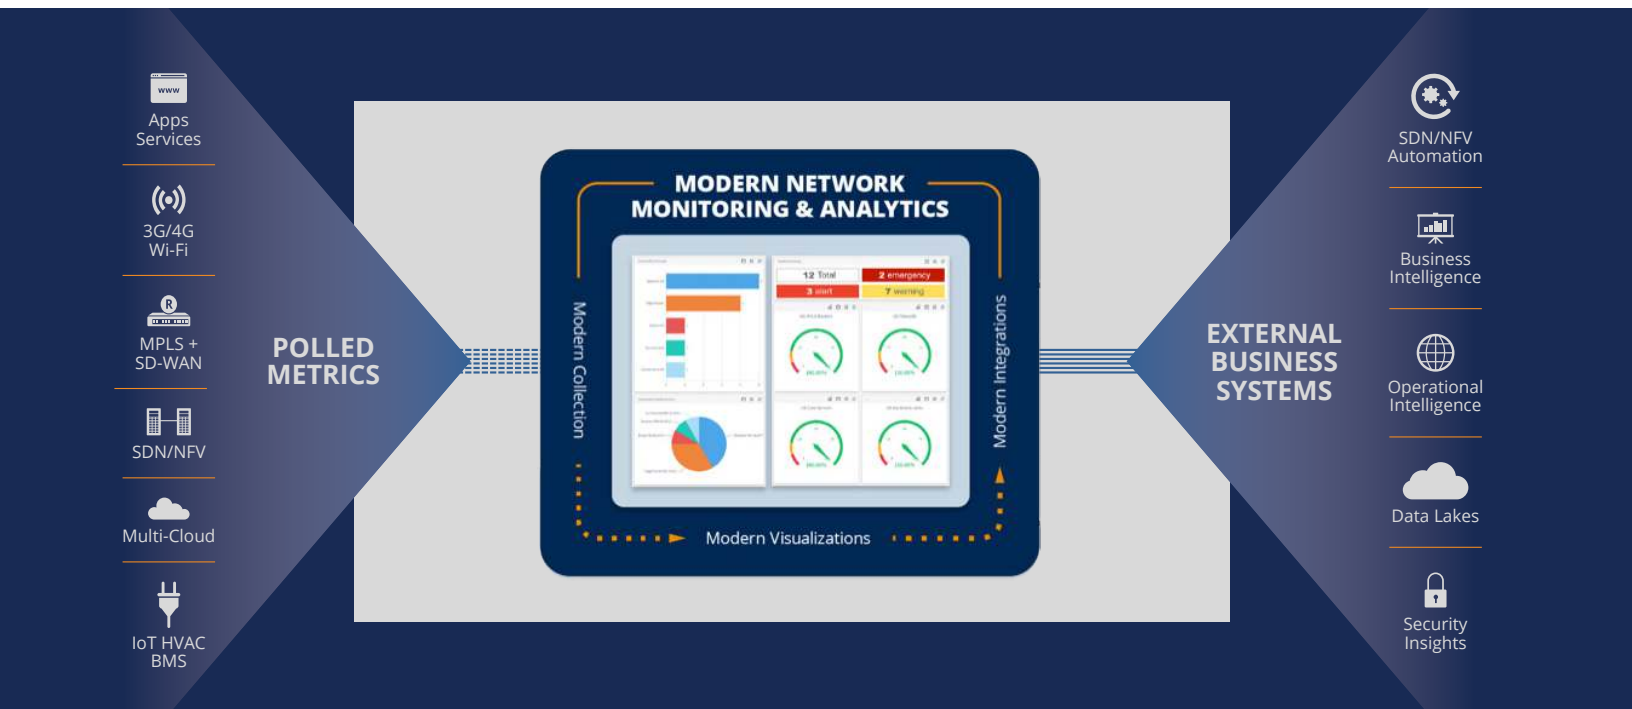 www
Apps
Services
3G/4G
Wi-Fi
R
MPLS +
SD-WAN
SDN/NFV
Multi-Cloud
IoT HVAC
BMS
POLLED
METRICS
MODERN NETWORK
MONITORING & ANALYTICS
Modern Collection
12 Total
2 emergency
3 alert
7 warning
Modern Visualizations
Modern Integrations
EXTERNAL
BUSINESS
SYSTEMS
SDN/NFV
Automation
Business
Intelligence
Operational
Intelligence
Data Lakes
Security
Insights